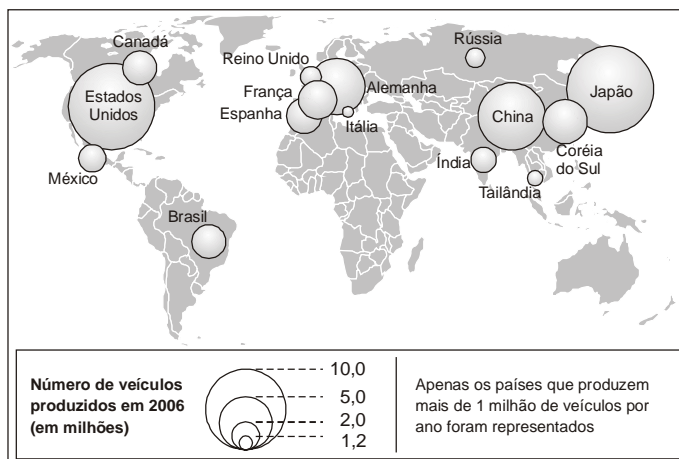 Canadá
Rússia
Reino Unido
Estados
Unidos
França
Alemanha
Japão
China
Espanha
Itália
Coréia
do Sul
Índia
México
Tailândia
Brasil
Número de veículos
produzidos em 2006
(em milhões)
10,0
5,0
2,0
1,2
Apenas os países que produzem
mais de 1 milhão de veículos por
ano foram representados